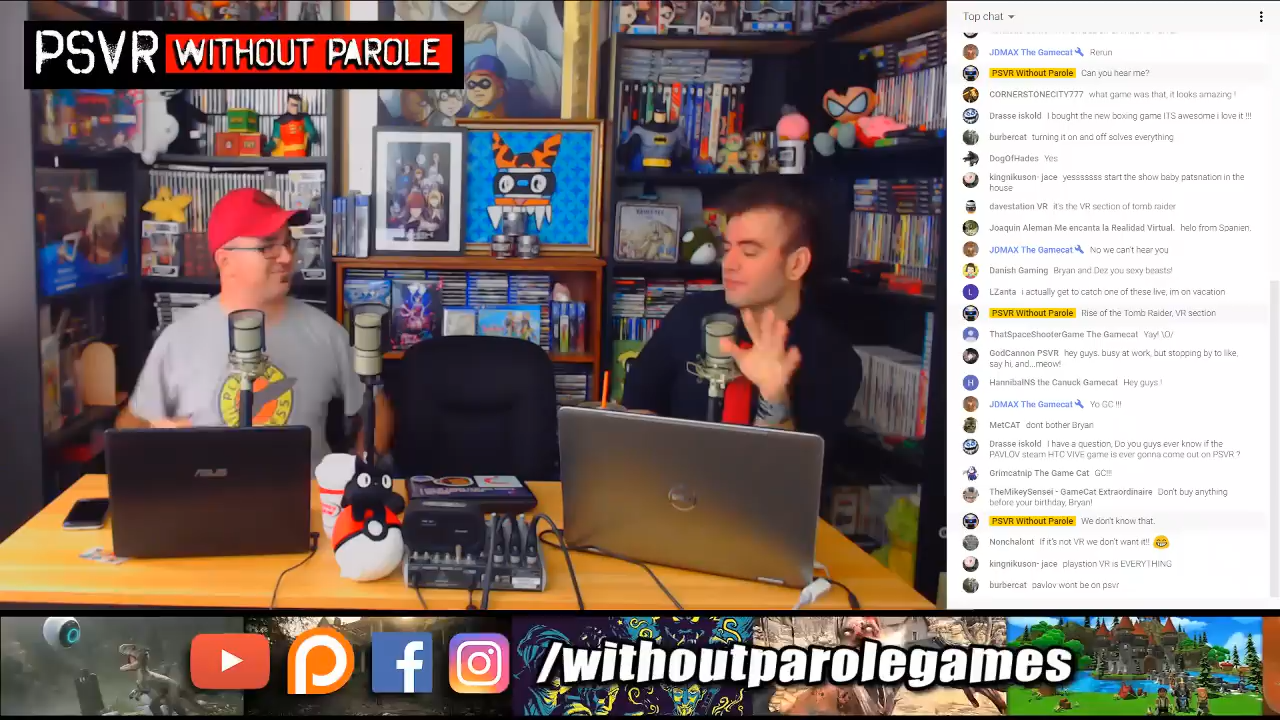 PSVR WITHOUT PAROLE
Top chat
JDMAX The Gamecat Rerun
PSVR Without Parole Can you hear me?
CORNERSTONECITY777 what game was that, it looks amazing !
Drasse iskold I bought the new boxing game ITS awesome i love it !!!
burbercat turning it on and off solves everything
DogOfHades Yes
kingnikuson- jace yesssssss start the show baby patsnation in the
house
davestation VR it's the VR section of tomb raider
Joaquin Aleman Me encanta la Realidad Virtual. helo from Spanien.
JDMAX The Gamecat No we can't hear you
Danish Gaming Bryan and Dez you sexy beasts!
L'Zanta i actually get to catch one of these live, im on vacation
PSVR Without Parole Rise of the Tomb Raider, VR section
ThatSpaceShooterGame The Gamecat Yay! \O/
GodCannon PSVR hey guys. busy at work, but stopping by to like,
say hi, and...meow!
HannibalNS the Canuck Gamecat Hey guys !
JDMAX The Gamecat Yo GC !!!
MetCAT dont bother Bryan
Drasse iskold I have a question, Do you guys ever know if the
PAVLOV steam HTC VIVE game is ever gonna come out on PSVR ?
Grimcatnip The Game Cat GC!!!
TheMikeySensei - GameCat Extraordinaire Don't buy anything
before your birthday, Bryan!
PSVR Without Parole We don't know that.
Nonchalont If it's not VR we don't want it!!
kingnikuson- jace playstion VR is EVERYTHING
burbercat pavlov wont be on psvr
ASUS
/withoutparolegames